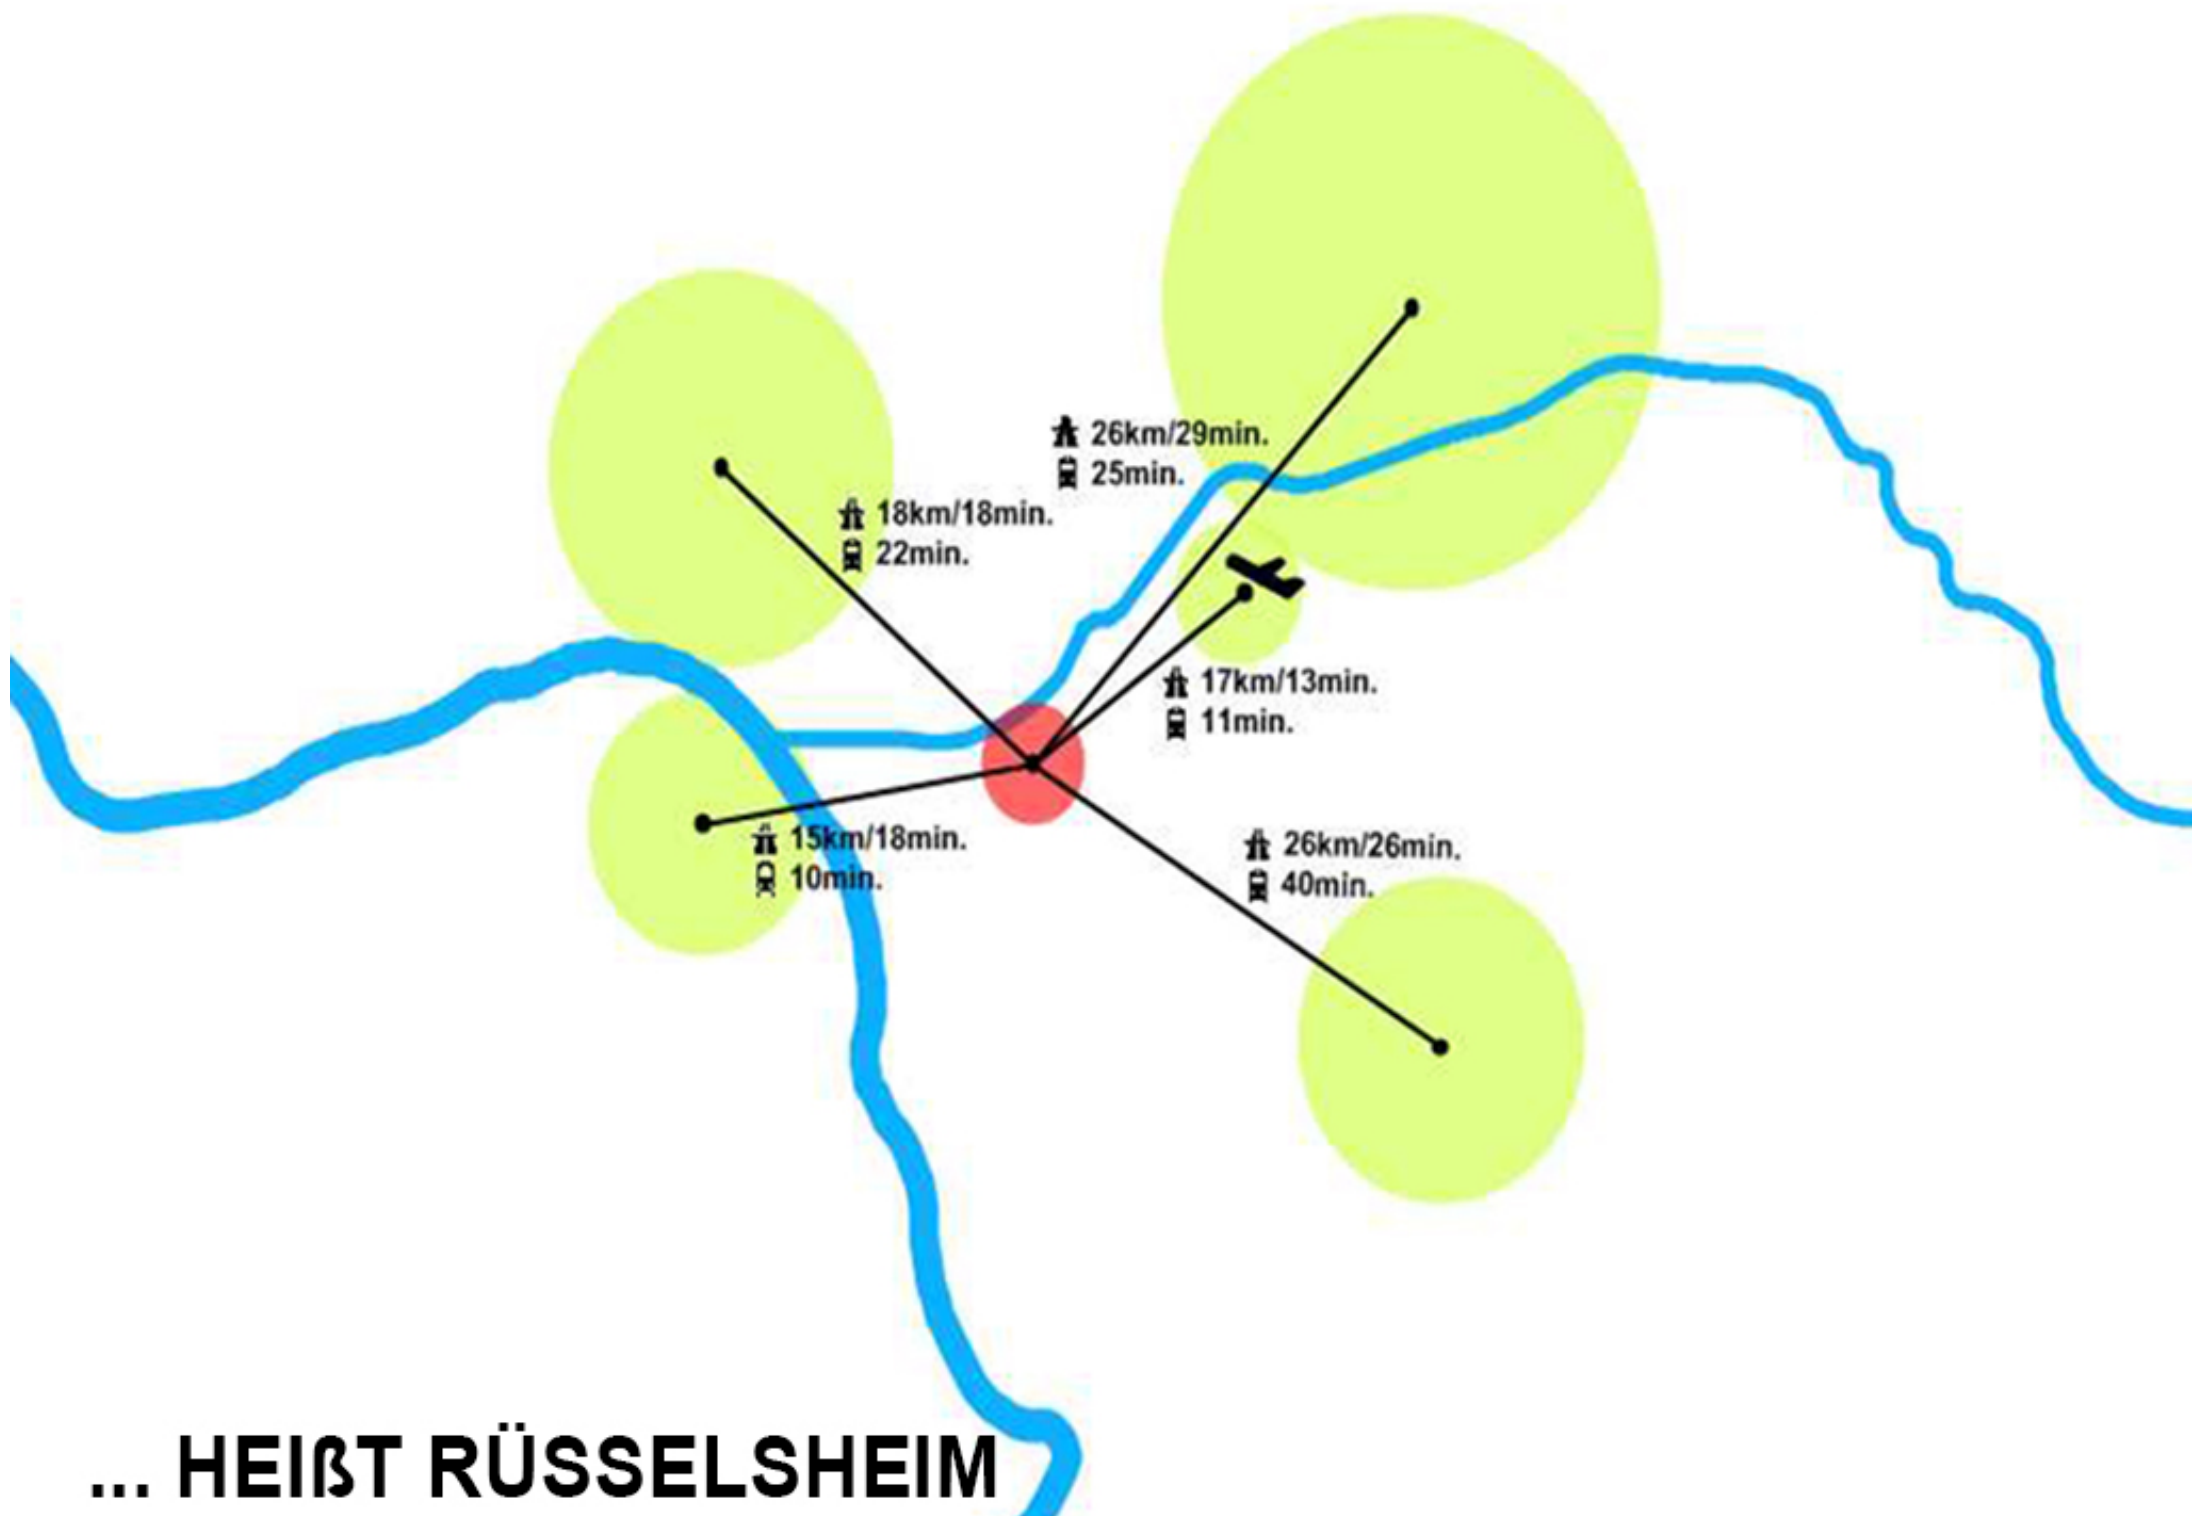 26km/29min.
25min.
18km/18min.
22min.
17km/13min.
11min.
15km/18min.
10min.
26km/26min.
40min.
... HEIßT RÜSSELSHEIM